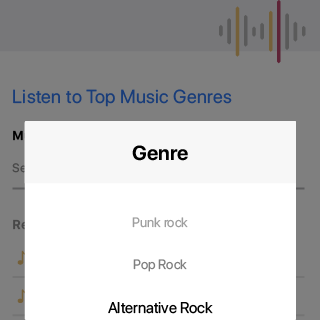 Listen to Top Music Genres
M
Se
Genre
Re
Punk rock
Pop Rock
Alternative Rock